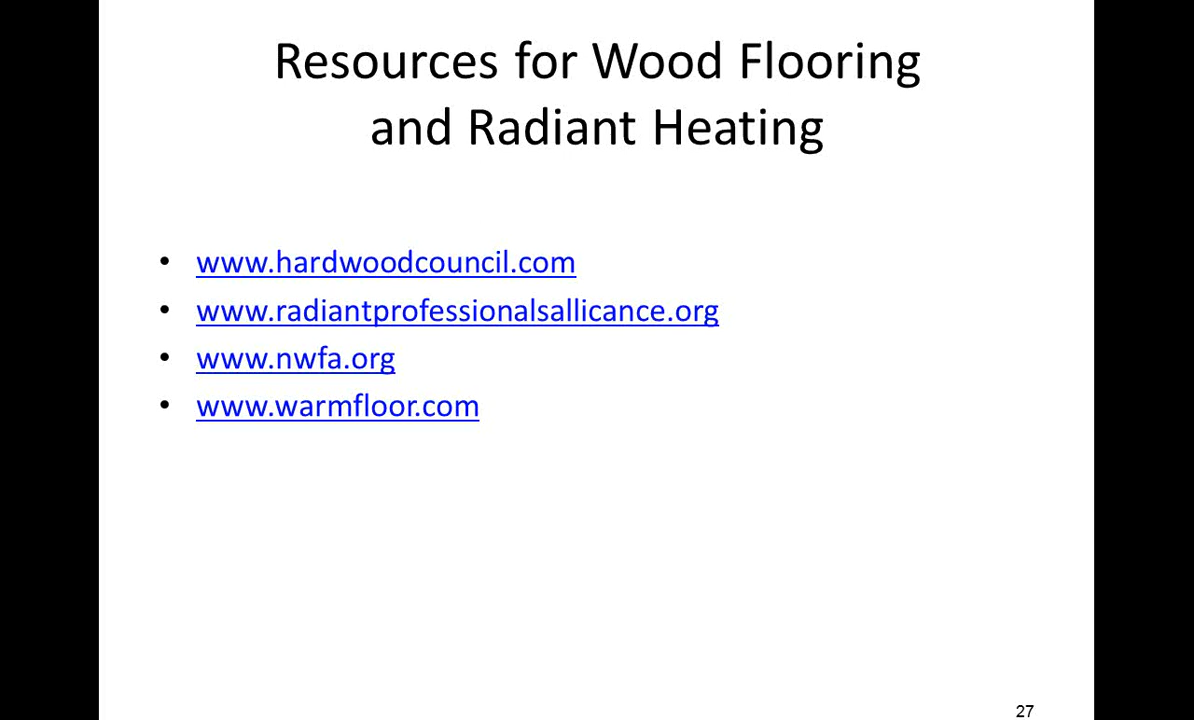 Resources for Wood Flooring
and Radiant Heating
• www.hardwoodcouncil.com
• www.radiantprofessionalsallicance.org
• www.nwfa.org
• www.warmfloor.com
27